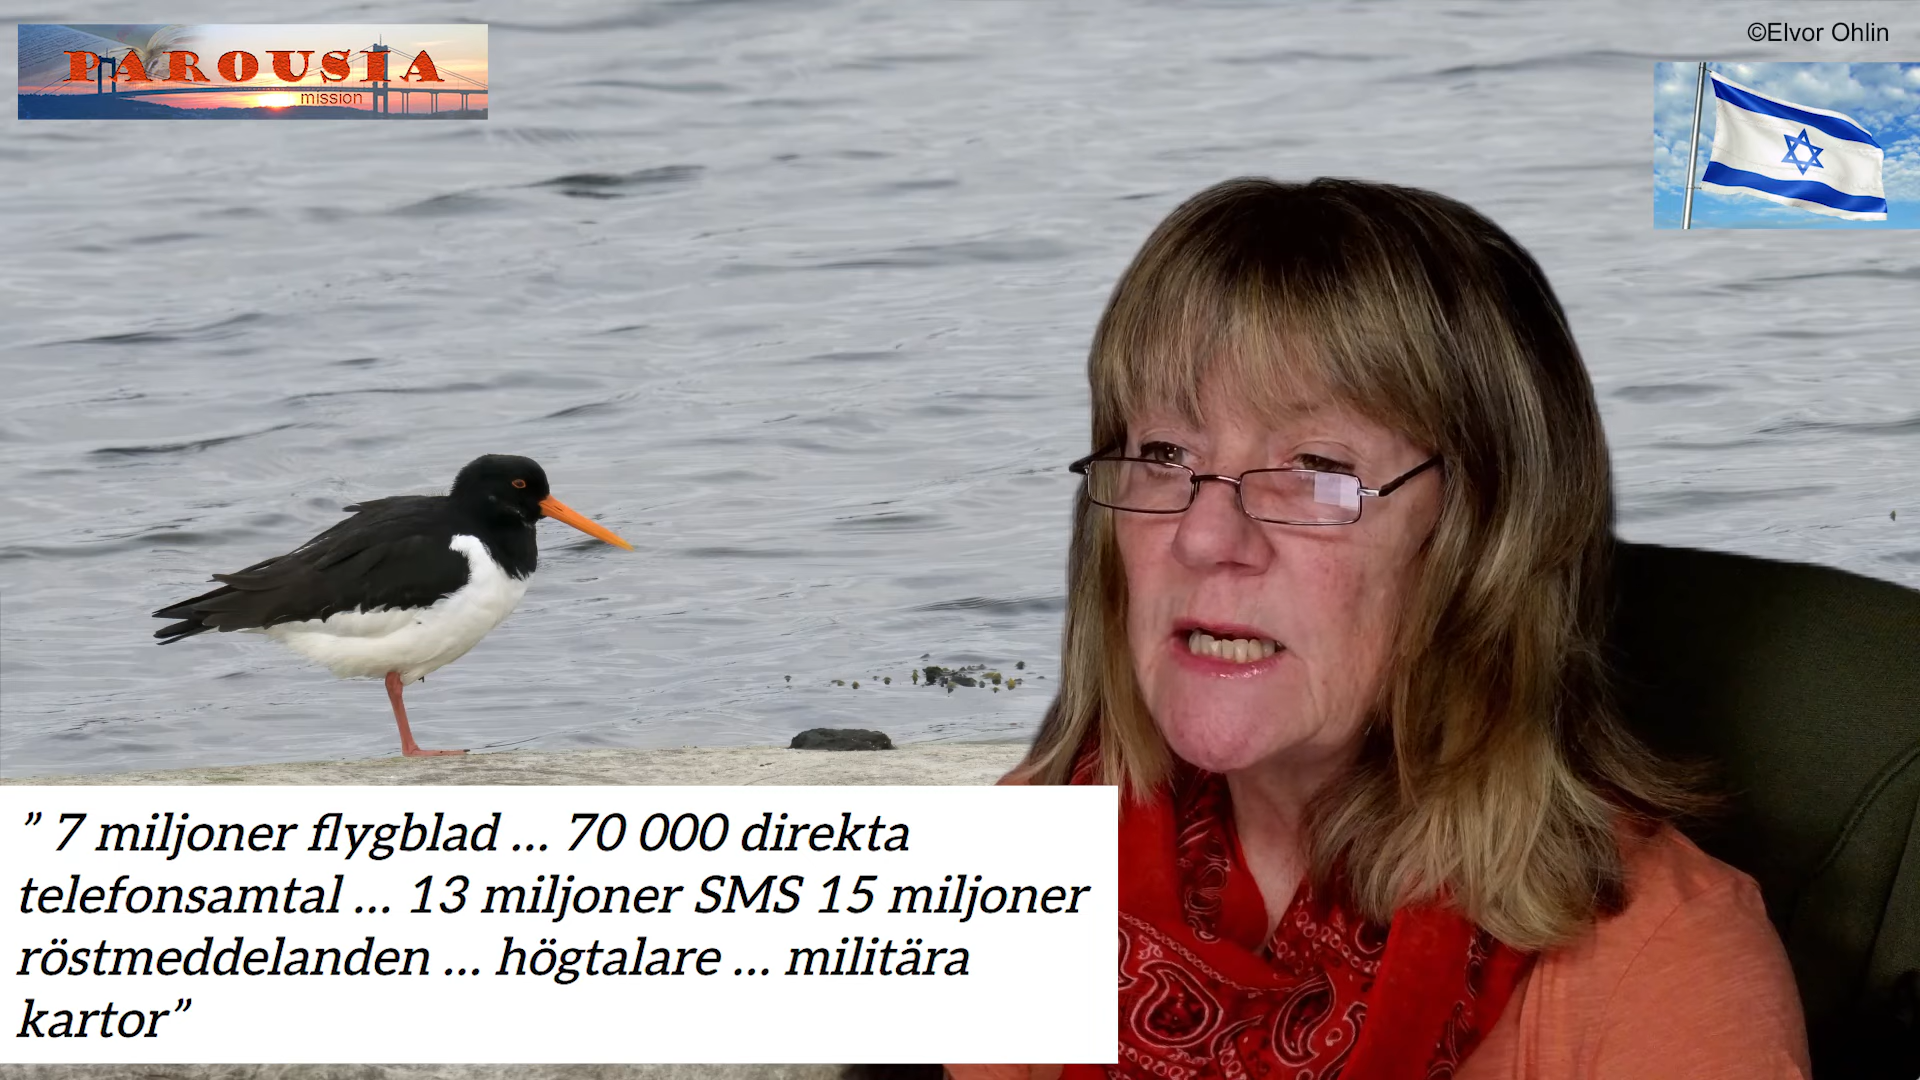 PAROUSIA
mission
©Elvor Ohlin
” 7 miljoner flygblad ... 70 000 direkta
telefonsamtal ... 13 miljoner SMS 15 miljoner
röstmeddelanden ... högtalare ... militära
kartor”